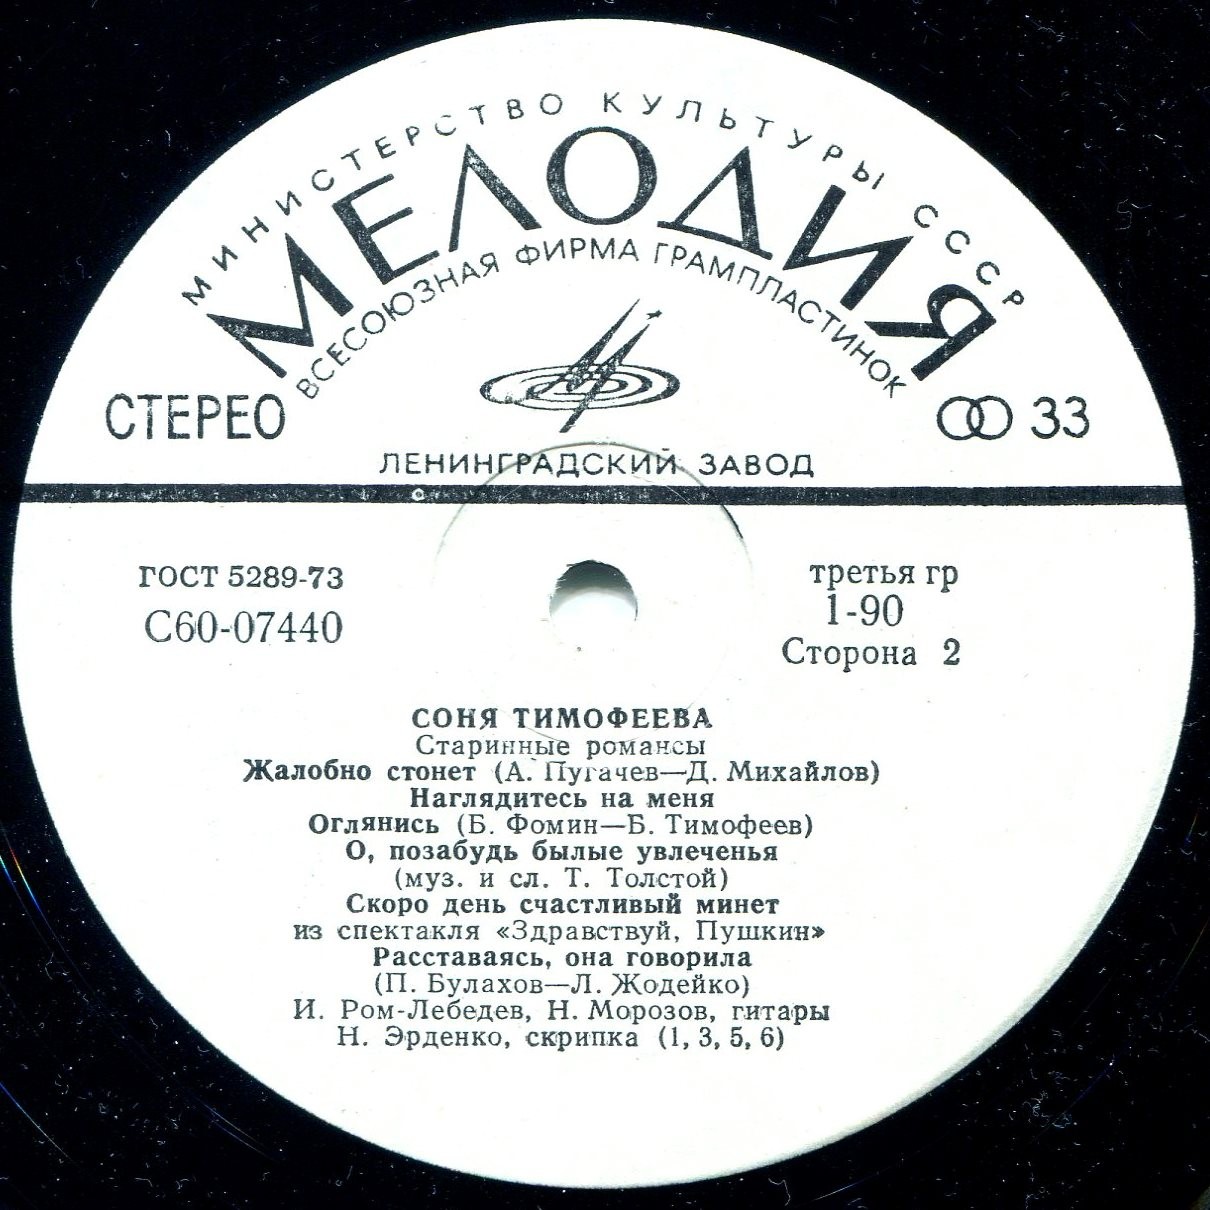 МИНИСТЕРСТВО КУЛЬТУРЫ СССР
МЕЛОДИЯ
ВСЕСОЮЗНАЯ ФИРМА ГРАМПЛАСТИНОК
СТЕРЕО
33
ЛЕНИНГРАДСКИЙ ЗАВОД
ГОСТ 5289-73
С60-07440
третья гр
1-90
Сторона 2
СОНЯ ТИМОФЕЕВА
Старинные романсы
Жалобно стонет (А. Пугачев—Д. Михайлов)
Наглядитесь на меня
Оглянись (Б. Фомин—Б. Тимофеев)
О, позабудь былые увлеченья
(муз. и сл. Т. Толстой)
Скоро день счастливый минет
из спектакля «Здравствуй, Пушкин»
Расставаясь, она говорила
(П. Булахов—Л. Жодейко)
И. Ром-Лебедев, Н. Морозов, гитары
Н. Эрденко, скрипка (1, 3, 5, 6)